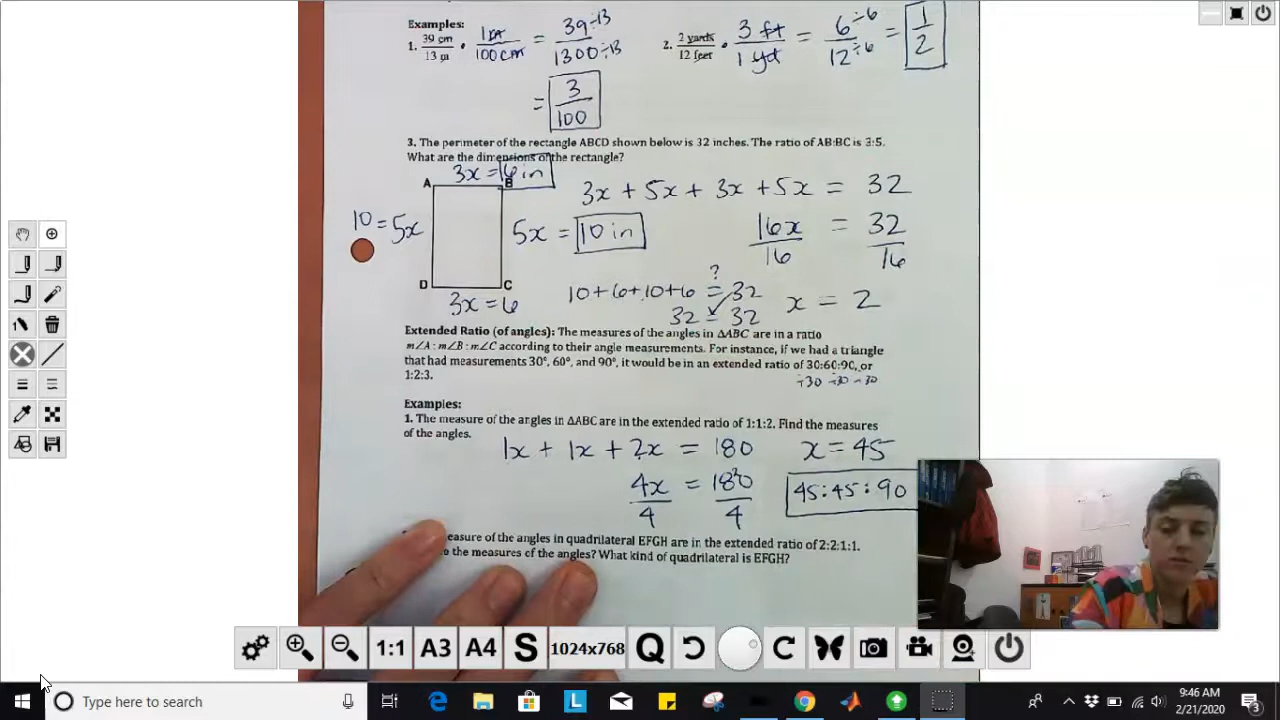 Examples:
1. 39 cm / 13 m · 1m / 100cm = 39 ÷13 / 1300 ÷13
= 3 / 100
2. 2 yards / 12 feet · 3 ft / 1 yd = 6 ÷6 / 12 ÷6 = 1 / 2
3. The perimeter of the rectangle ABCD shown below is 32 inches. The ratio of AB:BC is 3:5.
What are the dimensions of the rectangle?
3x = 6 in
A B
3x + 5x + 3x + 5x = 32
10 = 5x
5x = 10 in
16x / 16 = 32 / 16
D C
10+6+10+6 ?= 32
x = 2
3x = 6
32 = 32
Extended Ratio (of angles): The measures of the angles in ΔABC are in a ratio
m∠A : m∠B : m∠C according to their angle measurements. For instance, if we had a triangle
that had measurements 30°, 60°, and 90°, it would be in an extended ratio of 30:60:90, or
1:2:3.
÷30 ÷30 ÷30
Examples:
1. The measure of the angles in ΔABC are in the extended ratio of 1:1:2. Find the measures
of the angles.
1x + 1x + 2x = 180
x = 45
4x / 4 = 180 / 4
45:45:90
easure of the angles in quadrilateral EFGH are in the extended ratio of 2:2:1:1.
the measures of the angles? What kind of quadrilateral is EFGH?
1:1 A3 A4 S 1024x768 Q
Type here to search
9:46 AM
2/21/2020
3